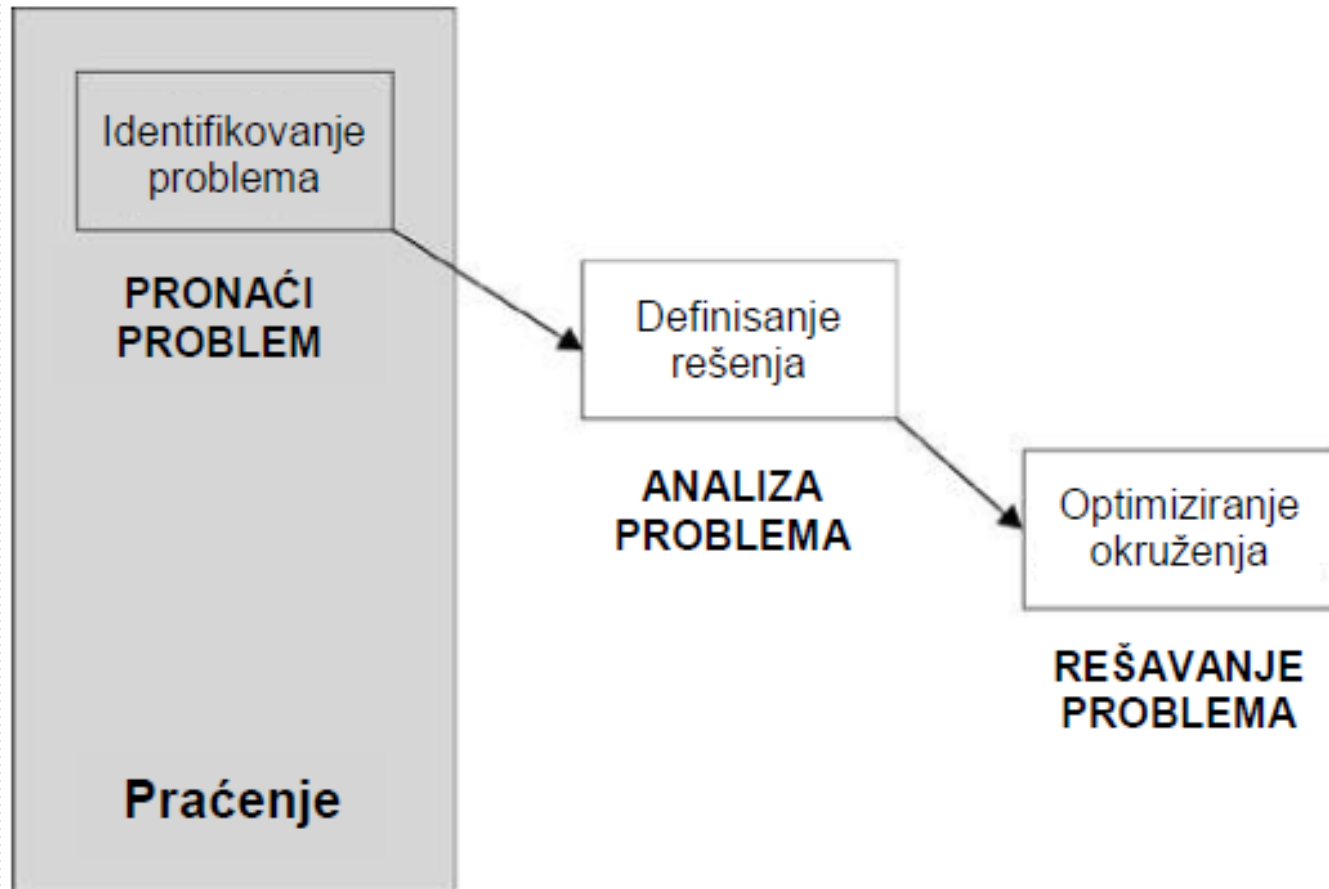 Identifikovanje
problema
PRONAĆI
PROBLEM
Definisanje
rešenja
ANALIZA
PROBLEMA
Optimiziranje
okruženja
REŠAVANJE
PROBLEMA
Praćenje